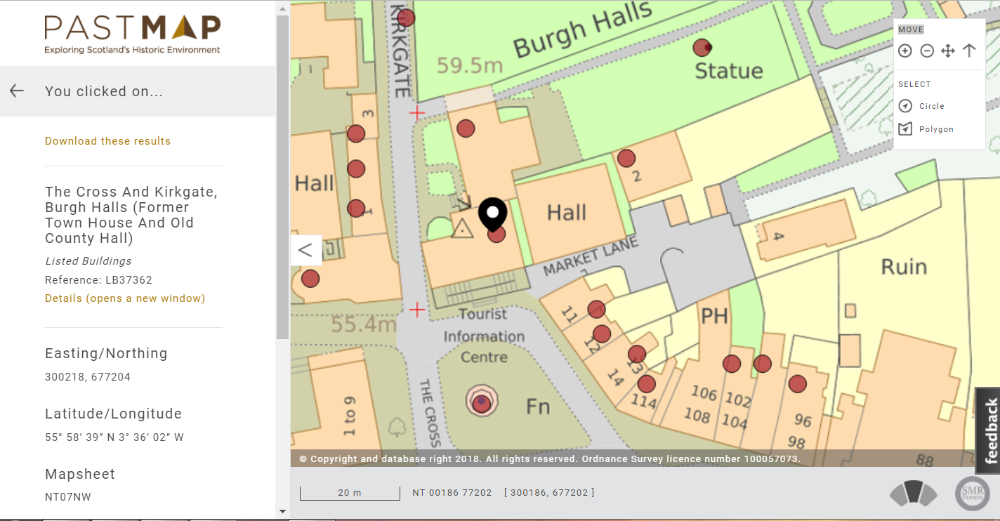 PASTMAP
Exploring Scotland's Historic Environment
You clicked on...
Download these results
The Cross And Kirkgate,
Burgh Halls (Former
Town House And Old
County Hall)
Listed Buildings
Reference: LB37362
Details (opens a new window)
Easting/Northing
300218, 677204
Latitude/Longitude
55° 58′ 39″ N 3° 36′ 02″ W
Mapsheet
NT07NW
KIRKGATE
Burgh Halls
59.5m
Statue
MOVE
SELECT
Circle
Polygon
3
Hall
1
2
Hall
4
MARKET LANE
Ruin
<
55.4m
Tourist
Information
Centre
11
12
13
14
114
PH
106
108
102
104
96
98
88
1 to 9
THE CROSS
Fn
feedback
© Copyright and database right 2018. All rights reserved. Ordnance Survey licence number 100057073.
20 m
NT 00186 77202
[ 300186, 677202 ]
SMR
Forum